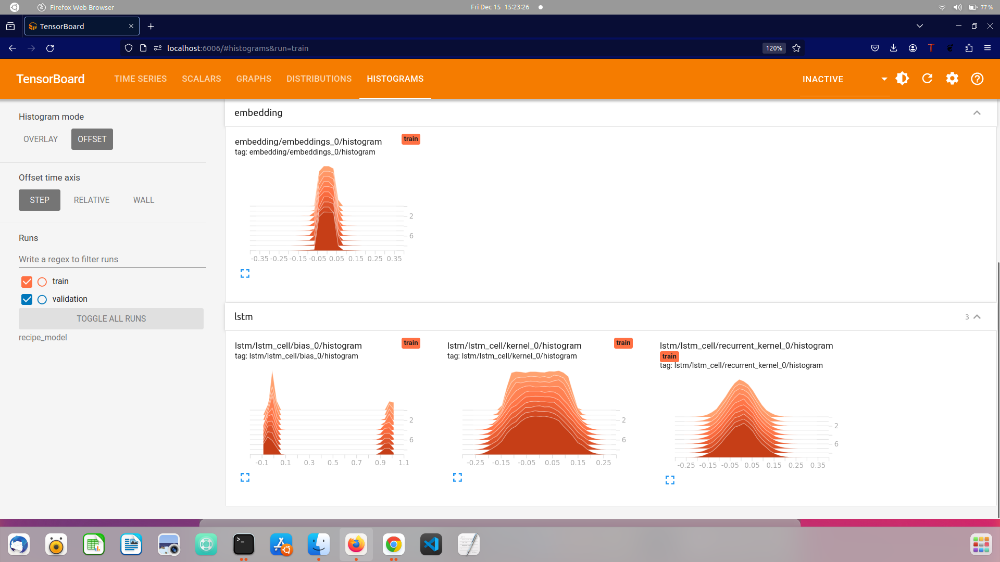 Firefox Web Browser
Fri Dec 15 15:23:26
77 %
TensorBoard
localhost:6006/#histograms&run=train
120%
TensorBoard
TIME SERIES SCALARS GRAPHS DISTRIBUTIONS HISTOGRAMS
INACTIVE
Histogram mode
OVERLAY OFFSET
Offset time axis
STEP RELATIVE WALL
Runs
Write a regex to filter runs
train
validation
TOGGLE ALL RUNS
recipe_model
embedding
embedding/embeddings_0/histogram train
tag: embedding/embeddings_0/histogram
2
6
-0.35 -0.25 -0.15 -0.05 0.05 0.15 0.25 0.35
lstm
3
lstm/lstm_cell/bias_0/histogram train
tag: lstm/lstm_cell/bias_0/histogram
2
6
-0.1 0.1 0.3 0.5 0.7 0.9 1.1
lstm/lstm_cell/kernel_0/histogram train
tag: lstm/lstm_cell/kernel_0/histogram
2
6
-0.25 -0.15 -0.05 0.05 0.15 0.25
lstm/lstm_cell/recurrent_kernel_0/histogram
train
tag: lstm/lstm_cell/recurrent_kernel_0/histogram
2
6
-0.25 -0.15 -0.05 0.05 0.15 0.25 0.35